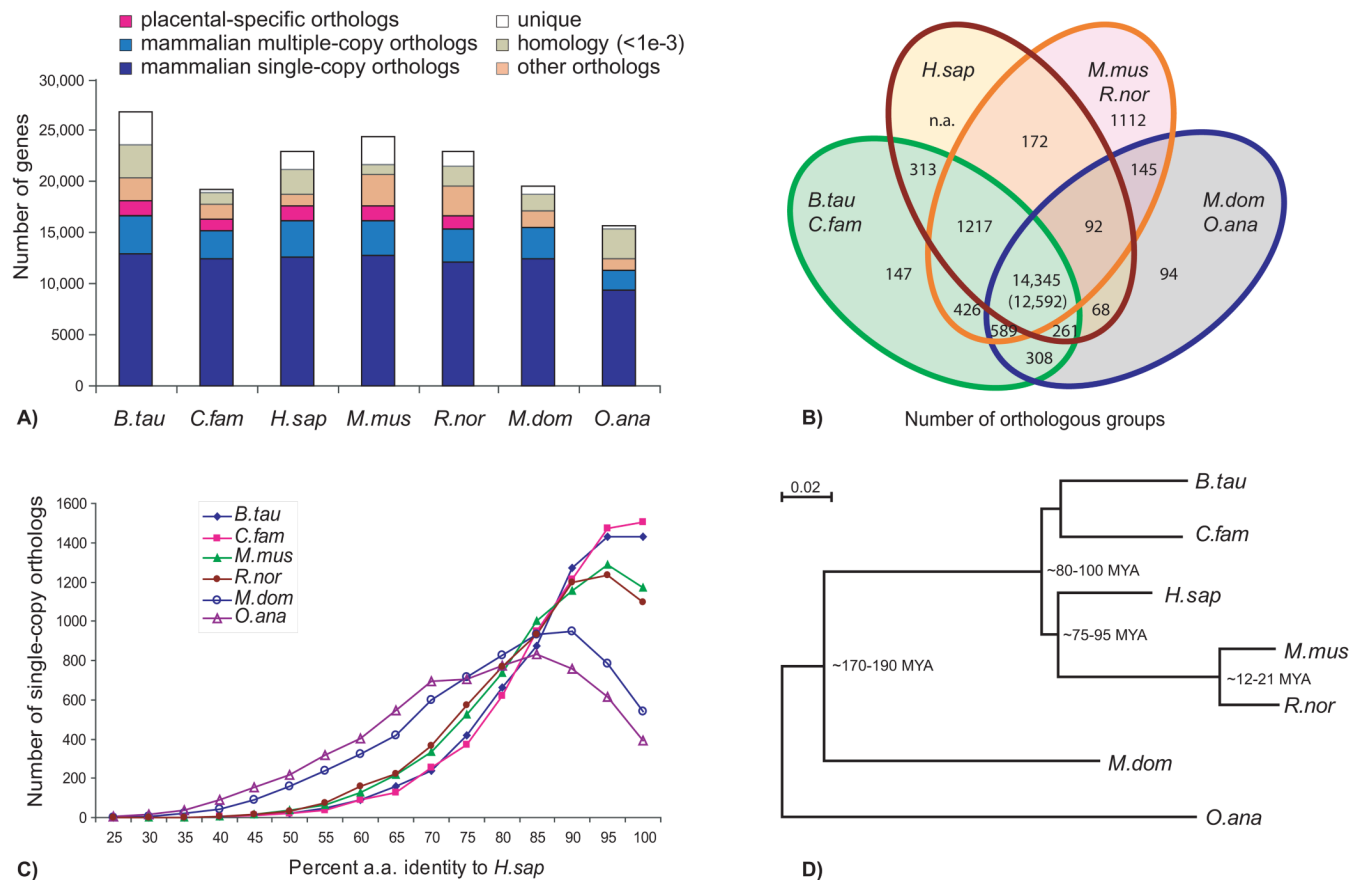 placental-specific orthologs
mammalian multiple-copy orthologs
mammalian single-copy orthologs
unique
homology (<1e-3)
other orthologs
Number of genes
30,000
25,000
20,000
15,000
10,000
5000
0
B.tau C.fam H.sap M.mus R.nor M.dom O.ana
A)
H.sap
n.a.
M.mus
R.nor
1112
172
313
145
B.tau
C.fam
M.dom
O.ana
1217
92
147
14,345
(12,592)
94
426
68
589
261
308
B)
Number of orthologous groups
Number of single-copy orthologs
1600
1400
1200
1000
800
600
400
200
0
B.tau
C.fam
M.mus
R.nor
M.dom
O.ana
25 30 35 40 45 50 55 60 65 70 75 80 85 90 95 100
C)
Percent a.a. identity to H.sap
0.02
B.tau
C.fam
~80-100 MYA
H.sap
~75-95 MYA
M.mus
~170-190 MYA
~12-21 MYA
R.nor
M.dom
O.ana
D)